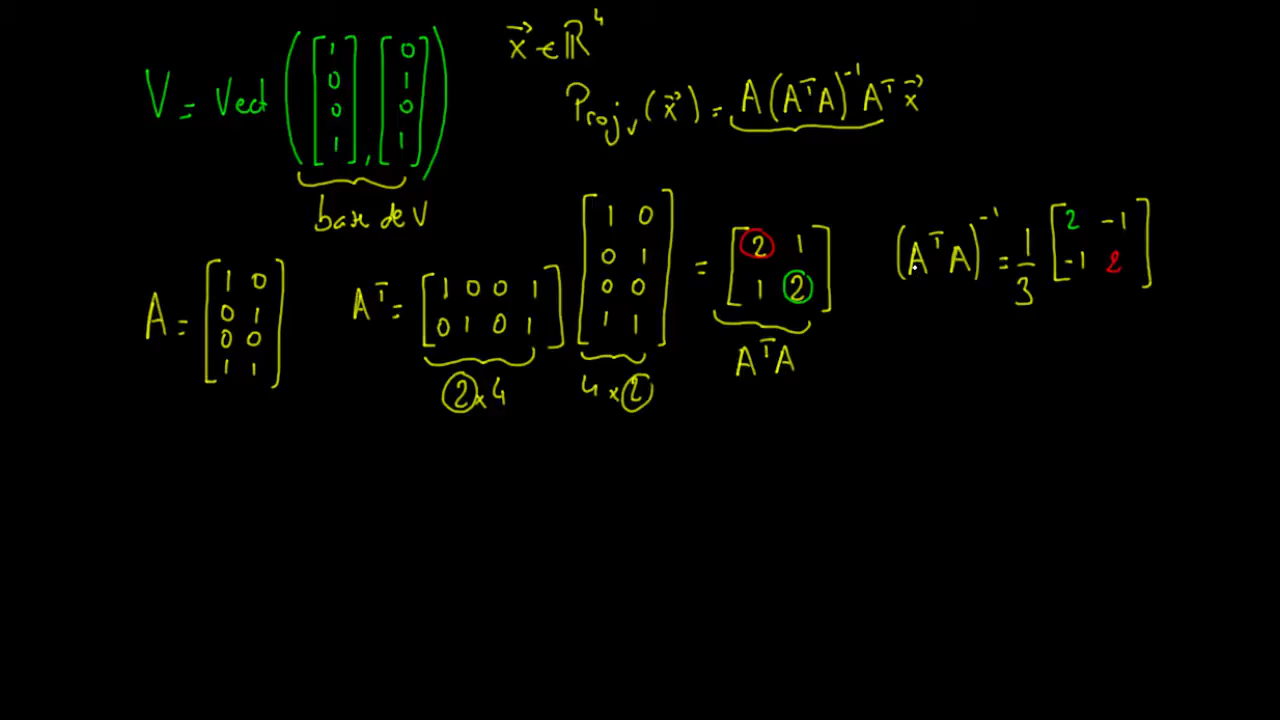 V = Vect ( [ 1 0 0 1 ] , [ 0 1 0 1 ] )
base de V
x⃗ ∈ ℝ⁴
Projᵥ(x⃗) = A(AᵀA)⁻¹Aᵀx⃗
A = [ 1 0
0 1
0 0
1 1 ]
Aᵀ = [ 1 0 0 1
0 1 0 1 ]
2 x 4
[ 1 0
0 1
0 0
1 1 ]
4 x 2
= [ 2 1
1 2 ]
AᵀA
(AᵀA)⁻¹ = 1/3 [ 2 -1
-1 2 ]